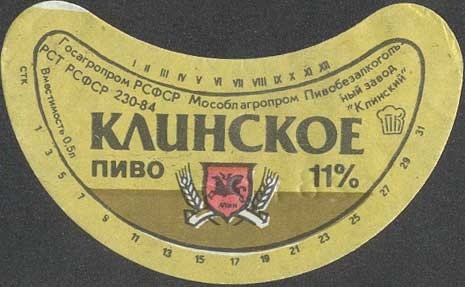 I II III IV V VI VII VIII IX X XI XII
Госагропром РСФСР Мособлагропром Пивобезалкоголь
ный завод
"Клинский"
РСТ РСФСР 230-84
СТК
Вместимость 0,5л
КЛИНСКОЕ
ПИВО
11%
КЛИН
1 3 5 7 9 11 13 15 17 19 21 23 25 27 29 31